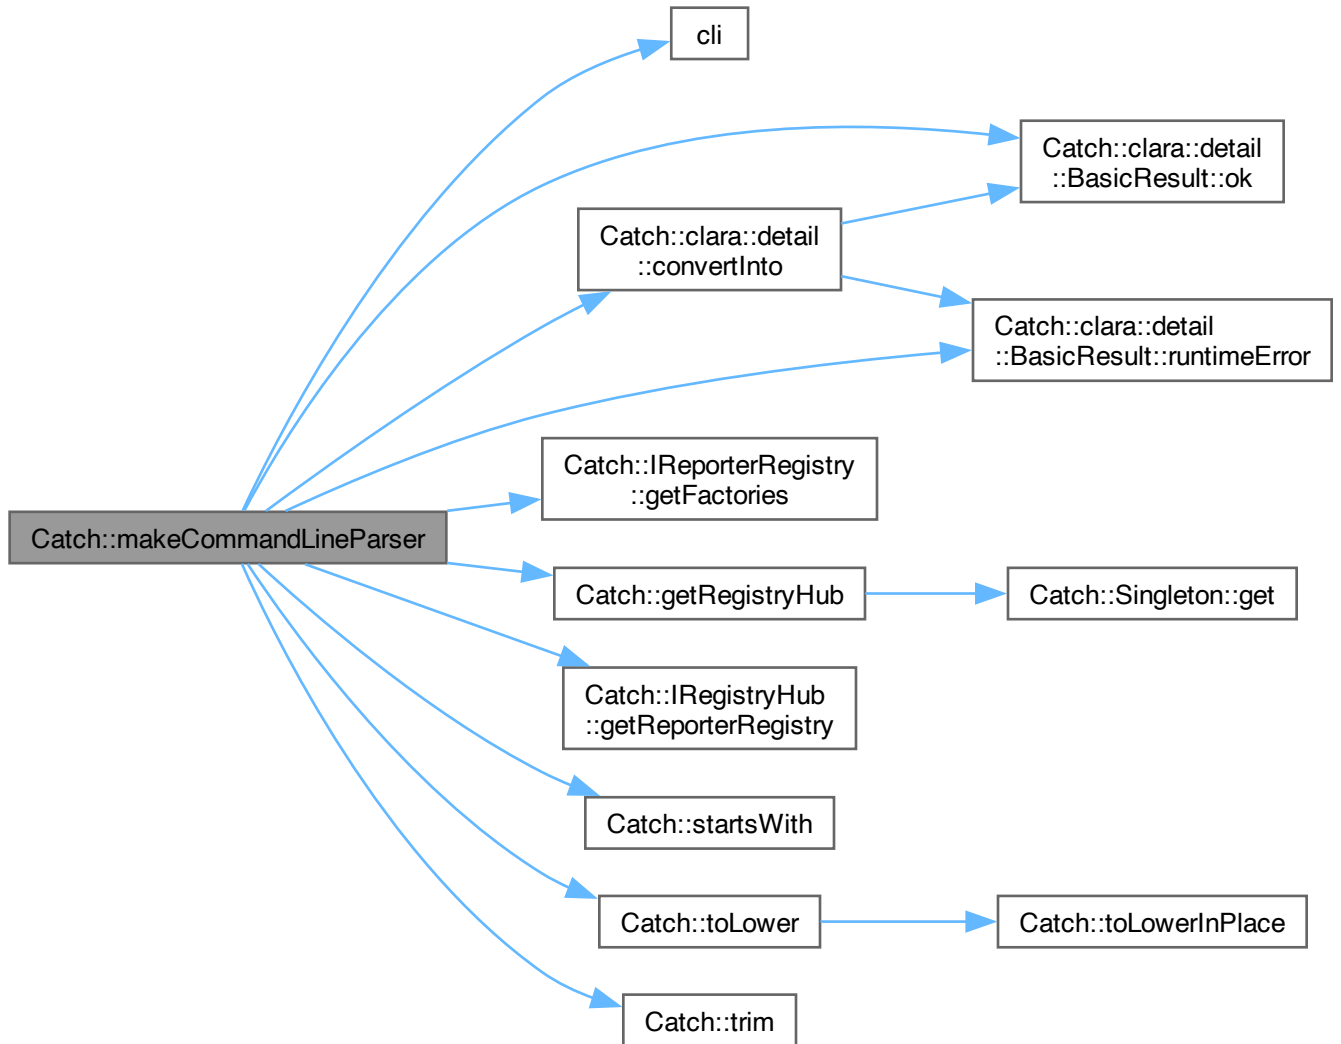 cli
Catch::clara::detail
::BasicResult::ok
Catch::clara::detail
::convertInto
Catch::clara::detail
::BasicResult::runtimeError
Catch::IReporterRegistry
::getFactories
Catch::makeCommandLineParser
Catch::getRegistryHub
Catch::Singleton::get
Catch::IRegistryHub
::getReporterRegistry
Catch::startsWith
Catch::toLower
Catch::toLowerInPlace
Catch::trim